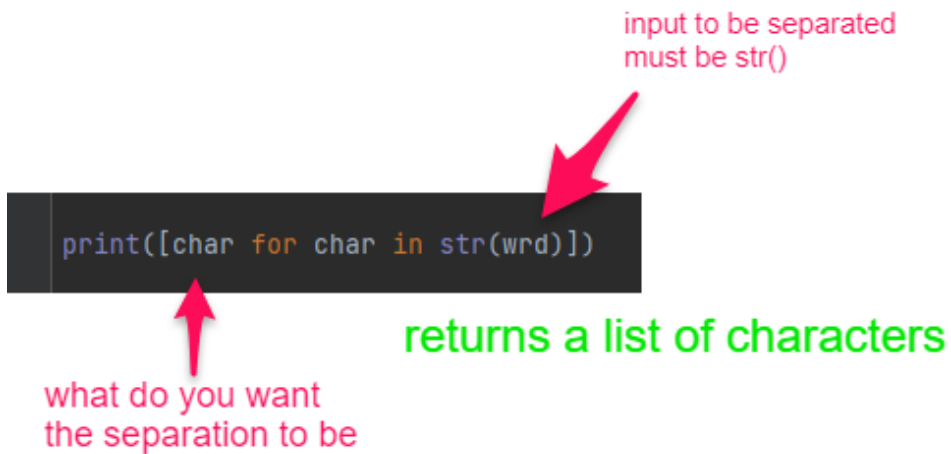 input to be separated
must be str()
print([char for char in str(wrd)])
returns a list of characters
what do you want
the separation to be